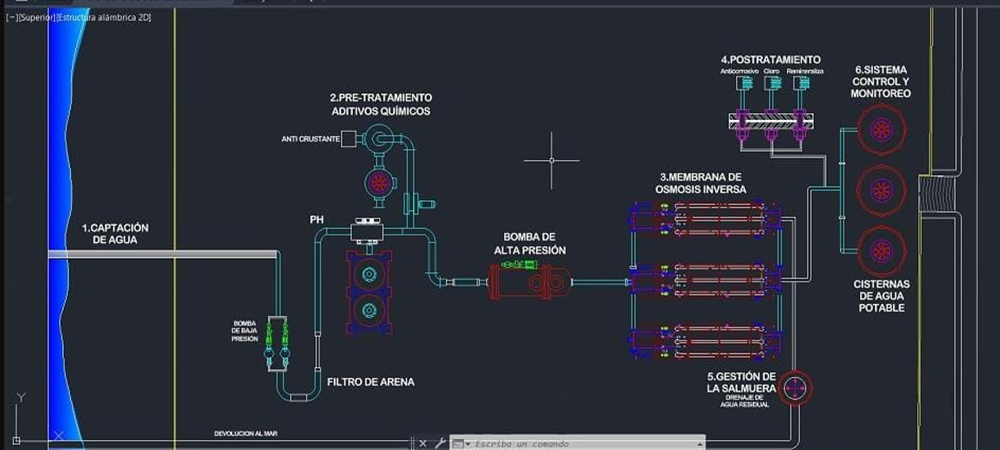 [−][Superior][Estructura alámbrica 2D]
4.POSTRATAMIENTO
Anticorrosivo Cloro Remineraliza
6.SISTEMA
CONTROL Y
MONITOREO
2.PRE-TRATAMIENTO
ADITIVOS QUÍMICOS
ANTI CRUSTANTE
3.MEMBRANA DE
OSMOSIS INVERSA
PH
1.CAPTACIÓN
DE AGUA
BOMBA DE
ALTA PRESIÓN
CISTERNAS
DE AGUA
POTABLE
BOMBA
DE BAJA
PRESIÓN
FILTRO DE ARENA
5.GESTIÓN DE
LA SALMUERA
DRENAJE DE
AGUA RESIDUAL
Y
X
DEVOLUCION AL MAR
Escriba un comando